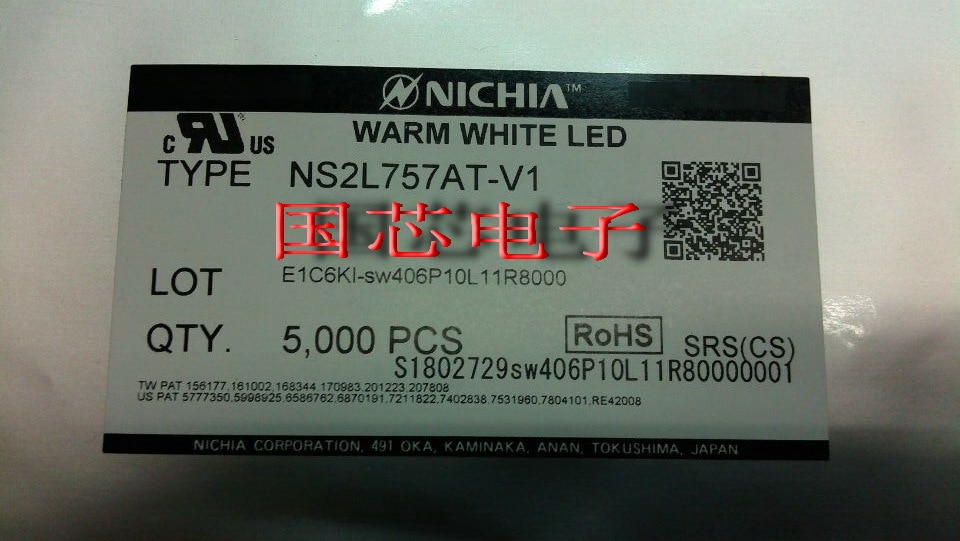 NICHIA™
WARM WHITE LED
c RU US
TYPE NS2L757AT-V1
国芯电子
LOT E1C6KI-sw406P10L11R8000
QTY. 5,000 PCS RoHS SRS(CS)
S1802729sw406P10L11R80000001
TW PAT 156177,161002,168344,170983,201223,207808
US PAT 5777350,5998925,6586762,6870191,7211822,7402838,7531960,7804101,RE42008
NICHIA CORPORATION, 491 OKA, KAMINAKA, ANAN, TOKUSHIMA, JAPAN